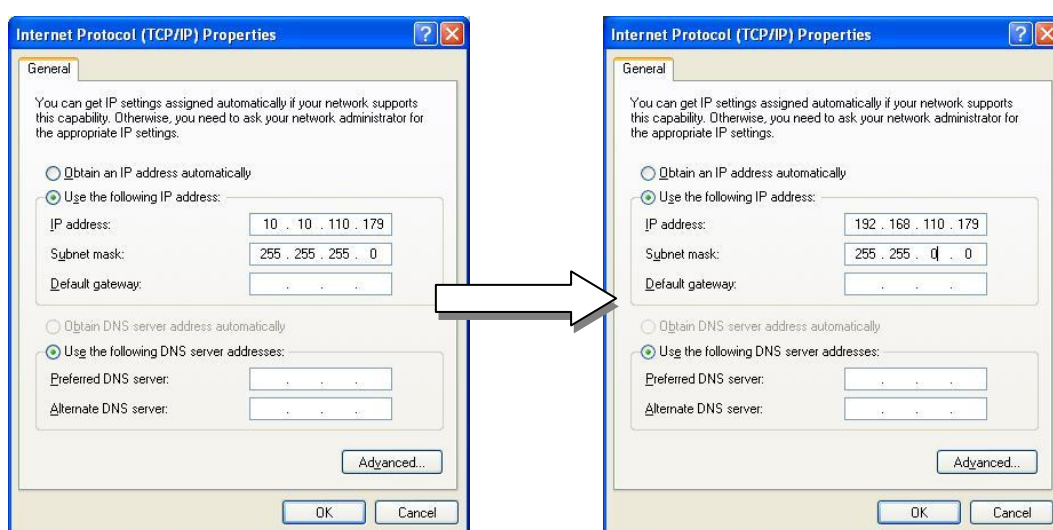 Internet Protocol (TCP/IP) Properties
General
You can get IP settings assigned automatically if your network supports
this capability. Otherwise, you need to ask your network administrator for
the appropriate IP settings.
Obtain an IP address automatically
Use the following IP address:
IP address: 10 . 10 . 110 . 179
Subnet mask: 255 . 255 . 255 . 0
Default gateway: . . .
Obtain DNS server address automatically
Use the following DNS server addresses:
Preferred DNS server: . . .
Alternate DNS server: . . .
Advanced...
OK Cancel
Internet Protocol (TCP/IP) Properties
General
You can get IP settings assigned automatically if your network supports
this capability. Otherwise, you need to ask your network administrator for
the appropriate IP settings.
Obtain an IP address automatically
Use the following IP address:
IP address: 192 . 168 . 110 . 179
Subnet mask: 255 . 255 . 0 . 0
Default gateway: . . .
Obtain DNS server address automatically
Use the following DNS server addresses:
Preferred DNS server: . . .
Alternate DNS server: . . .
Advanced...
OK Cancel